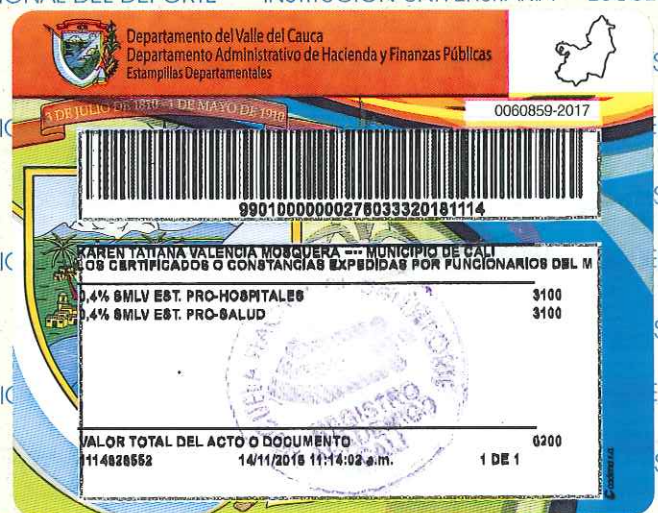 Departamento del Valle del Cauca
Departamento Administrativo de Hacienda y Finanzas Públicas
Estampillas Departamentales
3 DE JULIO DE 1810 - 1 DE MAYO DE 1910
0060859-2017
99010000000276033320181114
KAREN TATIANA VALENCIA MOSQUERA --- MUNICIPIO DE CALI
LOS CERTIFICADOS O CONSTANCIAS EXPEDIDAS POR FUNCIONARIOS DEL M
0,4% SMLV EST. PRO-HOSPITALES 3100
0,4% SMLV EST. PRO-SALUD 3100
REGISTRO
VALOR TOTAL DEL ACTO O DOCUMENTO 6200
1114828552 14/11/2018 11:14:02 a.m. 1 DE 1
cadena s.a.